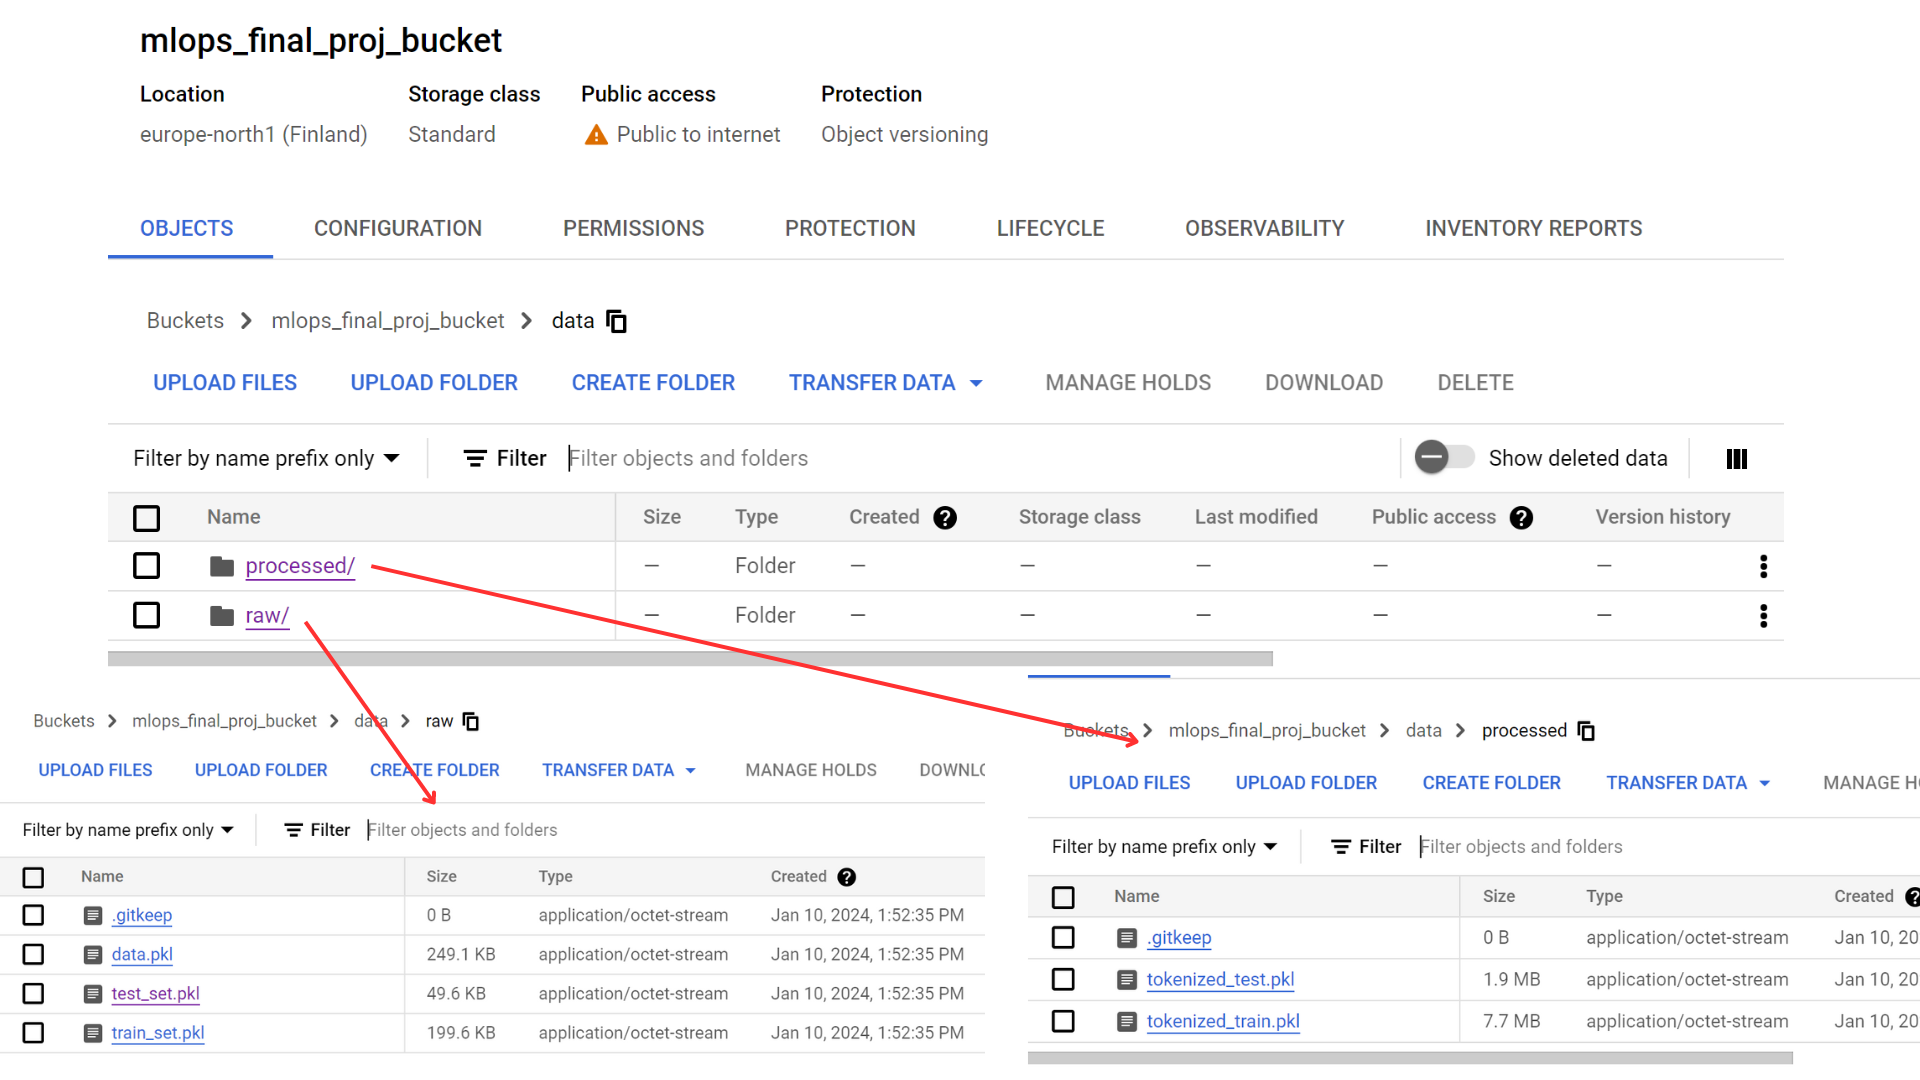 mlops_final_proj_bucket
Location Storage class Public access Protection
europe-north1 (Finland) Standard Public to internet Object versioning
OBJECTS CONFIGURATION PERMISSIONS PROTECTION LIFECYCLE OBSERVABILITY INVENTORY REPORTS
Buckets > mlops_final_proj_bucket > data
UPLOAD FILES UPLOAD FOLDER CREATE FOLDER TRANSFER DATA MANAGE HOLDS DOWNLOAD DELETE
Filter by name prefix only Filter Filter objects and folders Show deleted data
Name Size Type Created Storage class Last modified Public access Version history
processed/ — Folder — — — — —
raw/ — Folder — — — — —
Buckets > mlops_final_proj_bucket > data > raw
UPLOAD FILES UPLOAD FOLDER CREATE FOLDER TRANSFER DATA MANAGE HOLDS DOWNLO
Filter by name prefix only Filter Filter objects and folders
Name Size Type Created
.gitkeep 0 B application/octet-stream Jan 10, 2024, 1:52:35 PM
data.pkl 249.1 KB application/octet-stream Jan 10, 2024, 1:52:35 PM
test_set.pkl 49.6 KB application/octet-stream Jan 10, 2024, 1:52:35 PM
train_set.pkl 199.6 KB application/octet-stream Jan 10, 2024, 1:52:35 PM
Buckets > mlops_final_proj_bucket > data > processed
UPLOAD FILES UPLOAD FOLDER CREATE FOLDER TRANSFER DATA MANAGE H
Filter by name prefix only Filter Filter objects and folders
Name Size Type Created
.gitkeep 0 B application/octet-stream Jan 10, 20
tokenized_test.pkl 1.9 MB application/octet-stream Jan 10, 20
tokenized_train.pkl 7.7 MB application/octet-stream Jan 10, 20